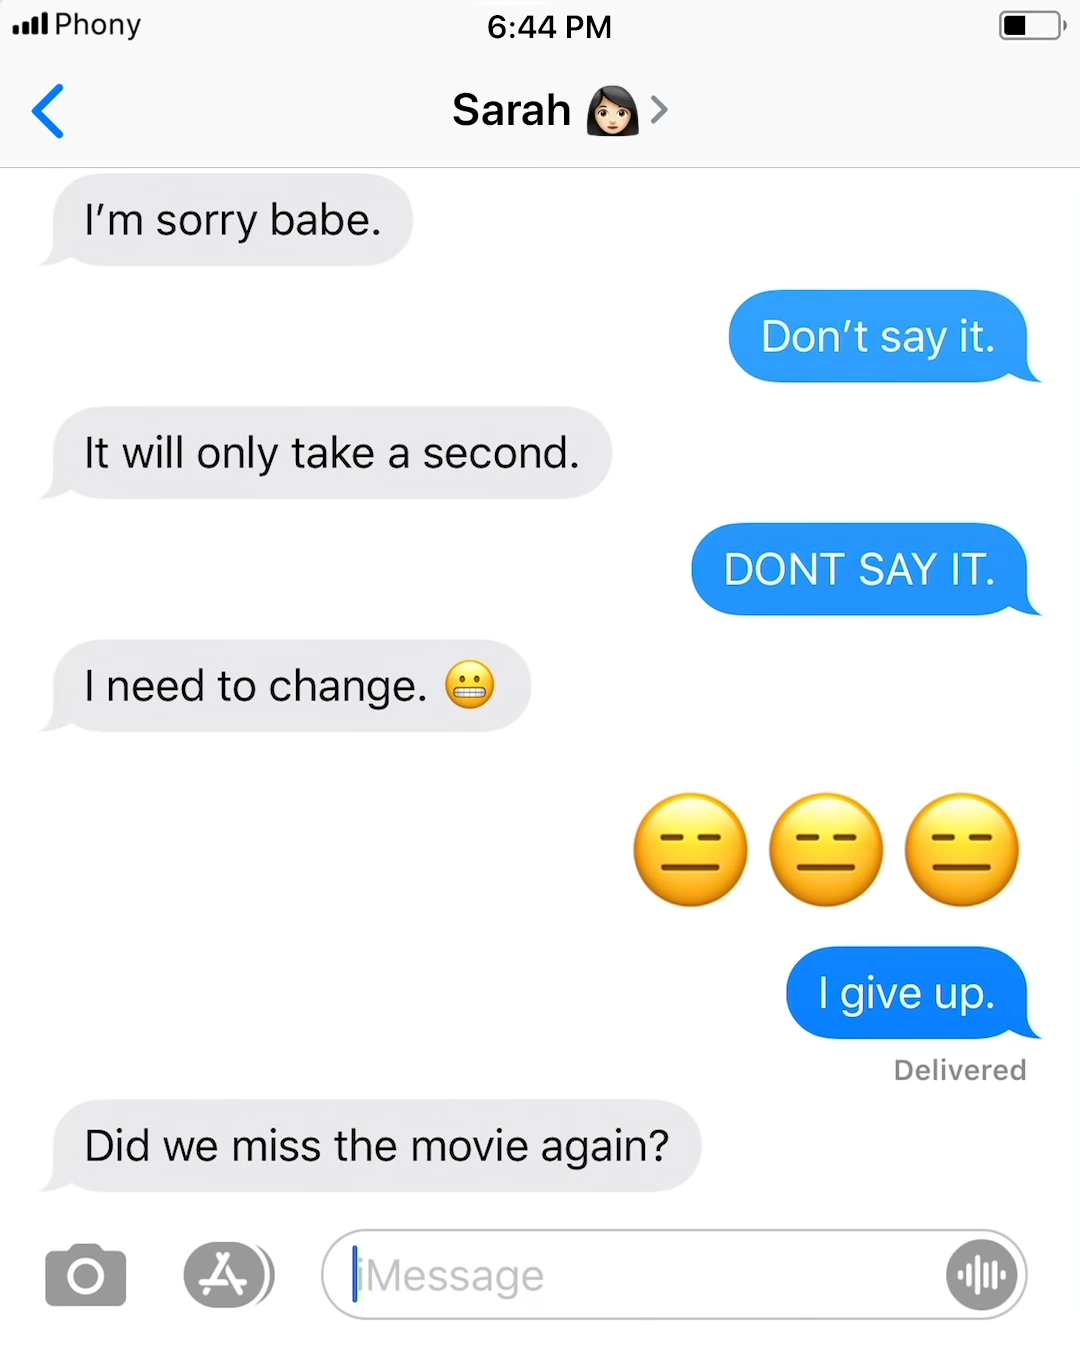 Phony
6:44 PM
Sarah 👩🏻
I’m sorry babe.
Don’t say it.
It will only take a second.
DONT SAY IT.
I need to change. 😬
😑 😑 😑
I give up.
Delivered
Did we miss the movie again?
iMessage